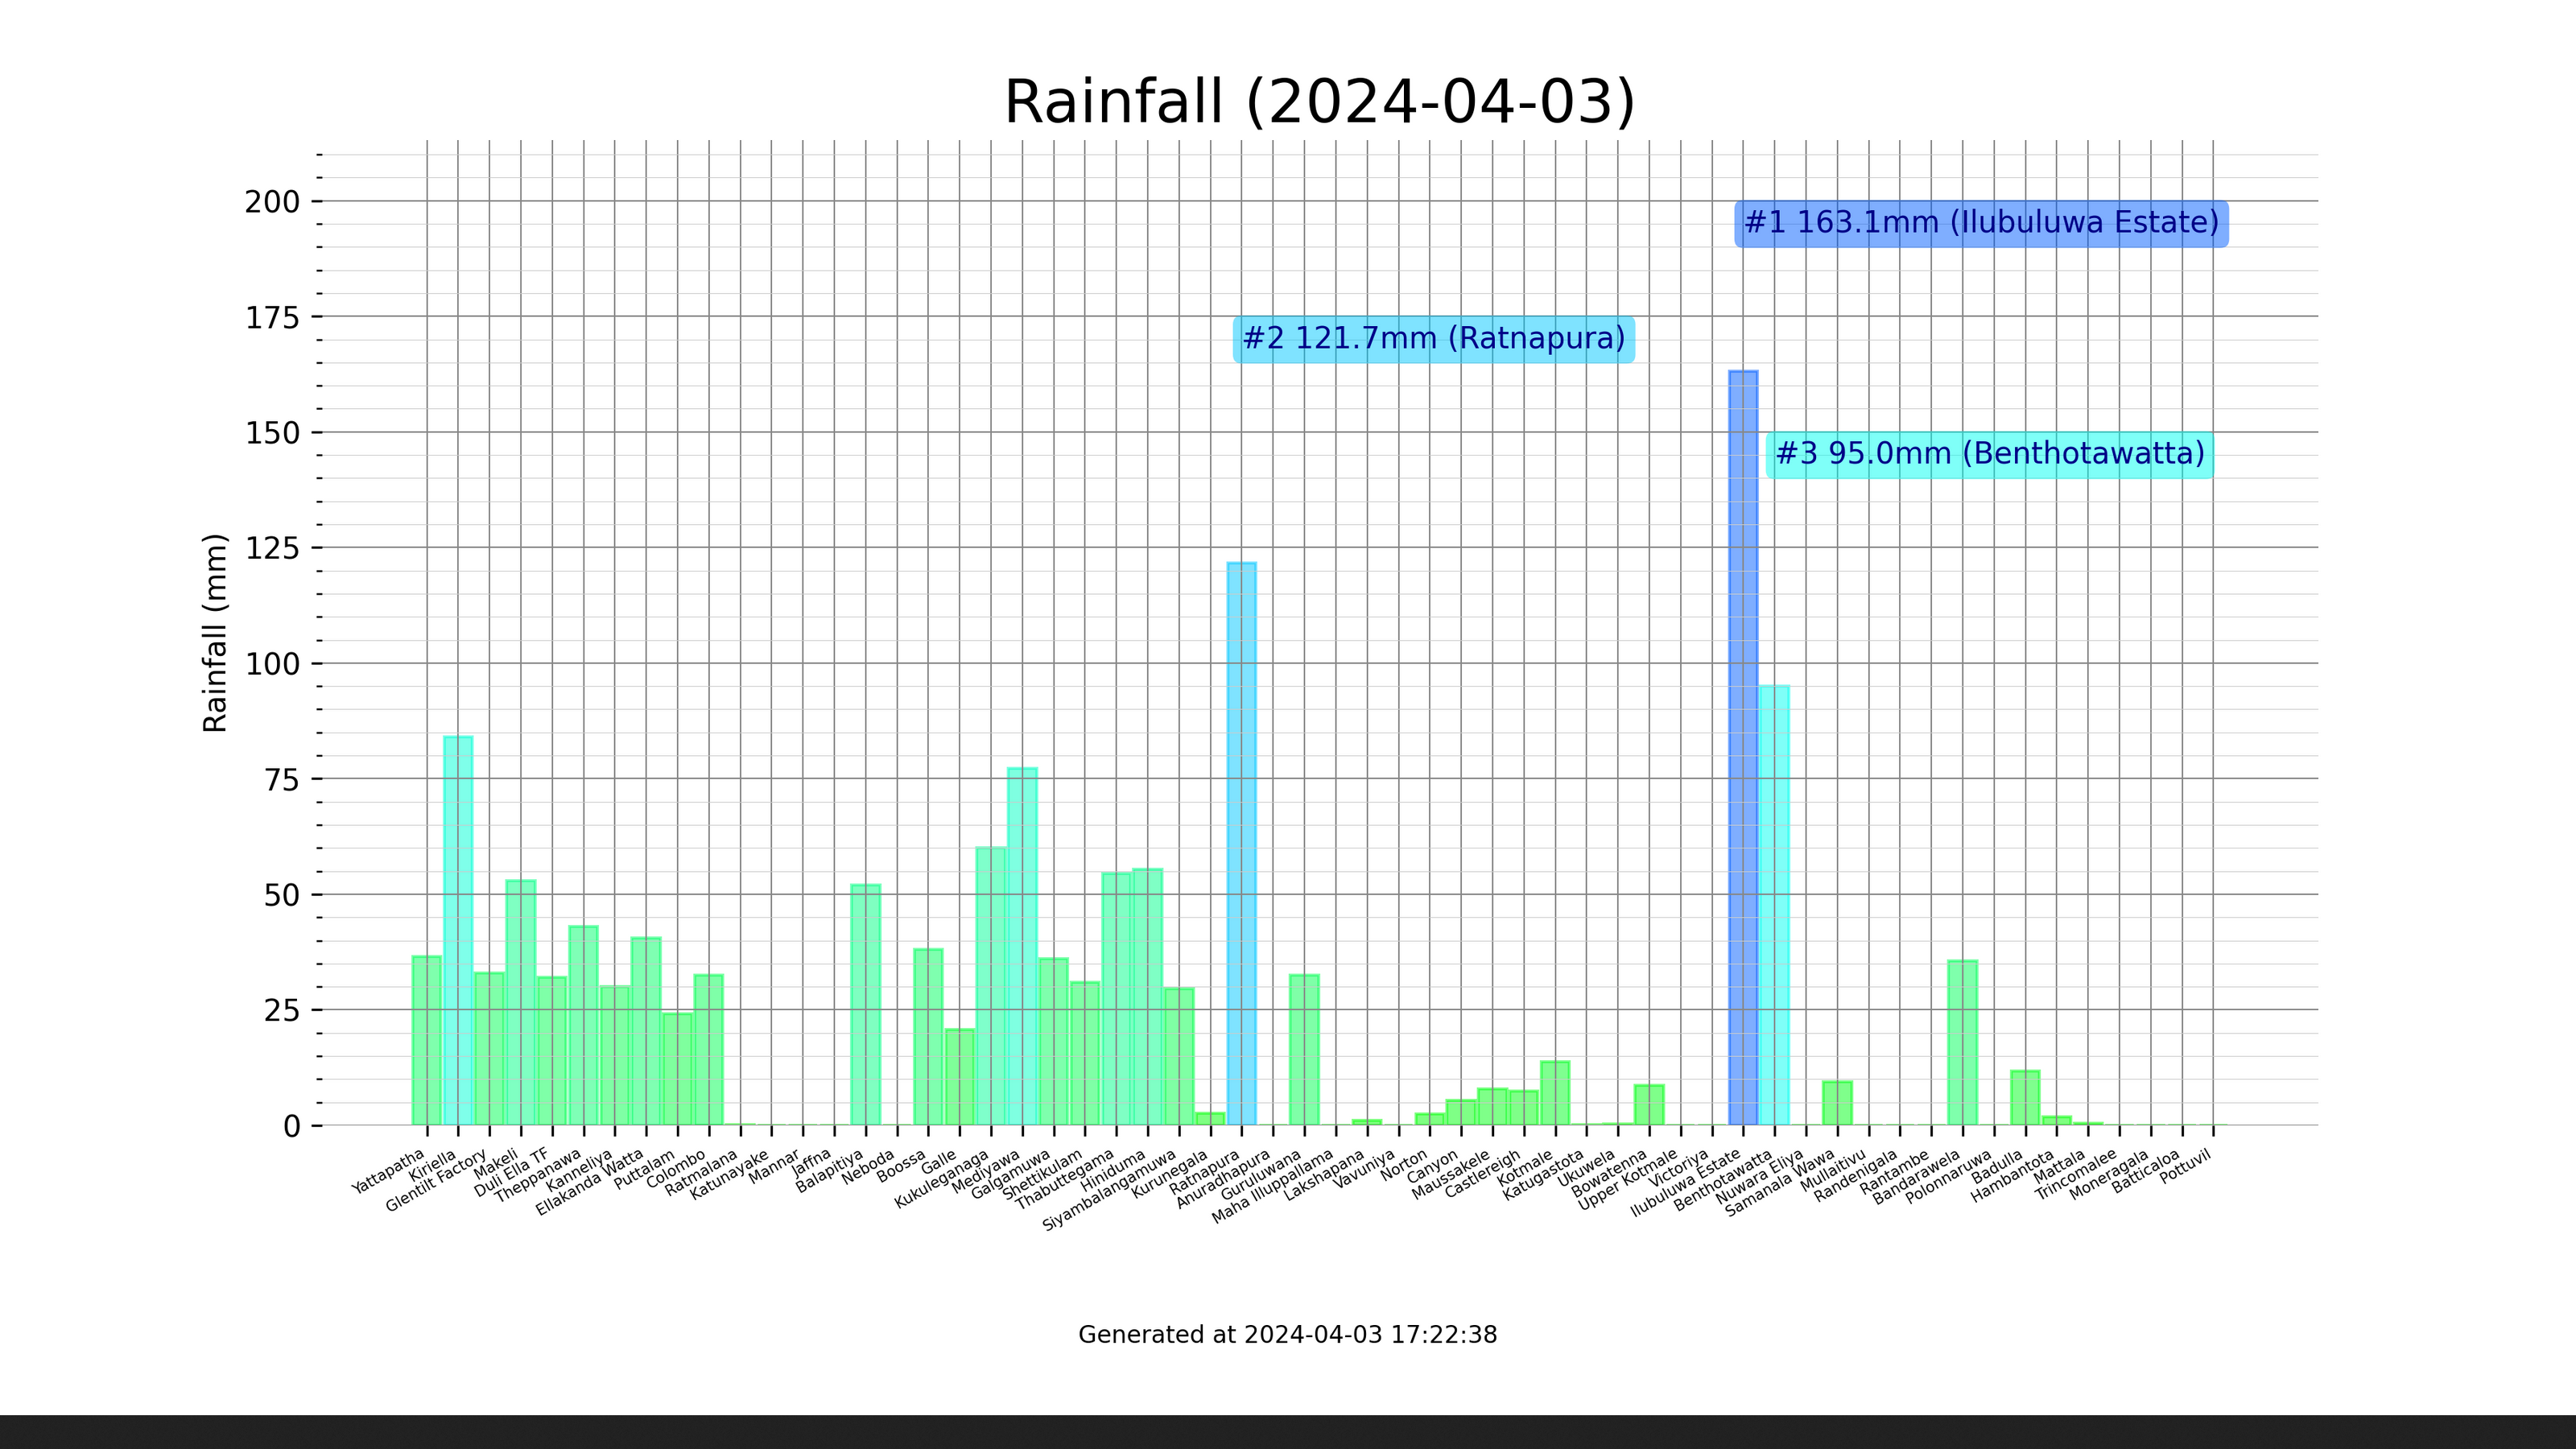 Rainfall (2024-04-03)
200
175
150
125
100
75
50
25
0
Rainfall (mm)
#1 163.1mm (Ilubuluwa Estate)
#2 121.7mm (Ratnapura)
#3 95.0mm (Benthotawatta)
Yattapatha
Kiriella
Glentilt Factory
Makeli
Duli Ella TF
Theppanawa
Kanneliya
Ellakanda Watta
Puttalam
Colombo
Ratmalana
Katunayake
Mannar
Jaffna
Balapitiya
Neboda
Boossa
Galle
Kukuleganaga
Mediyawa
Galgamuwa
Shettikulam
Thabuttegama
Hiniduma
Siyambalangamuwa
Kurunegala
Ratnapura
Anuradhapura
Guruluwana
Maha Iluppallama
Lakshapana
Vavuniya
Norton
Canyon
Maussakele
Castlereigh
Kotmale
Katugastota
Ukuwela
Bowatenna
Upper Kotmale
Victoriya
Ilubuluwa Estate
Benthotawatta
Nuwara Eliya
Samanala Wawa
Mullaitivu
Randenigala
Rantambe
Bandarawela
Polonnaruwa
Badulla
Hambantota
Mattala
Trincomalee
Moneragala
Batticaloa
Pottuvil
Generated at 2024-04-03 17:22:38